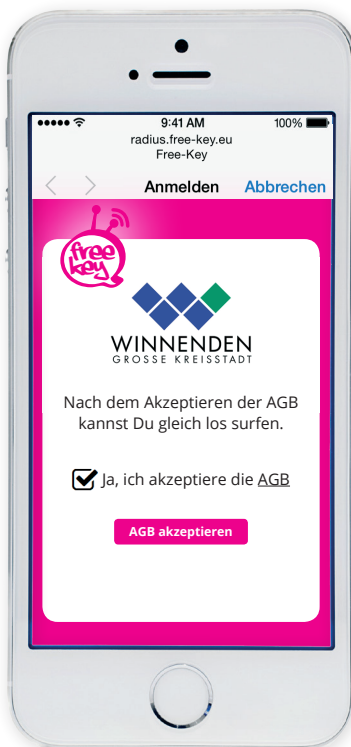 9:41 AM
100%
radius.free-key.eu
Free-Key
Anmelden
Abbrechen
free
key
WINNENDEN
GROSSE KREISSTADT
Nach dem Akzeptieren der AGB
kannst Du gleich los surfen.
Ja, ich akzeptiere die AGB
AGB akzeptieren